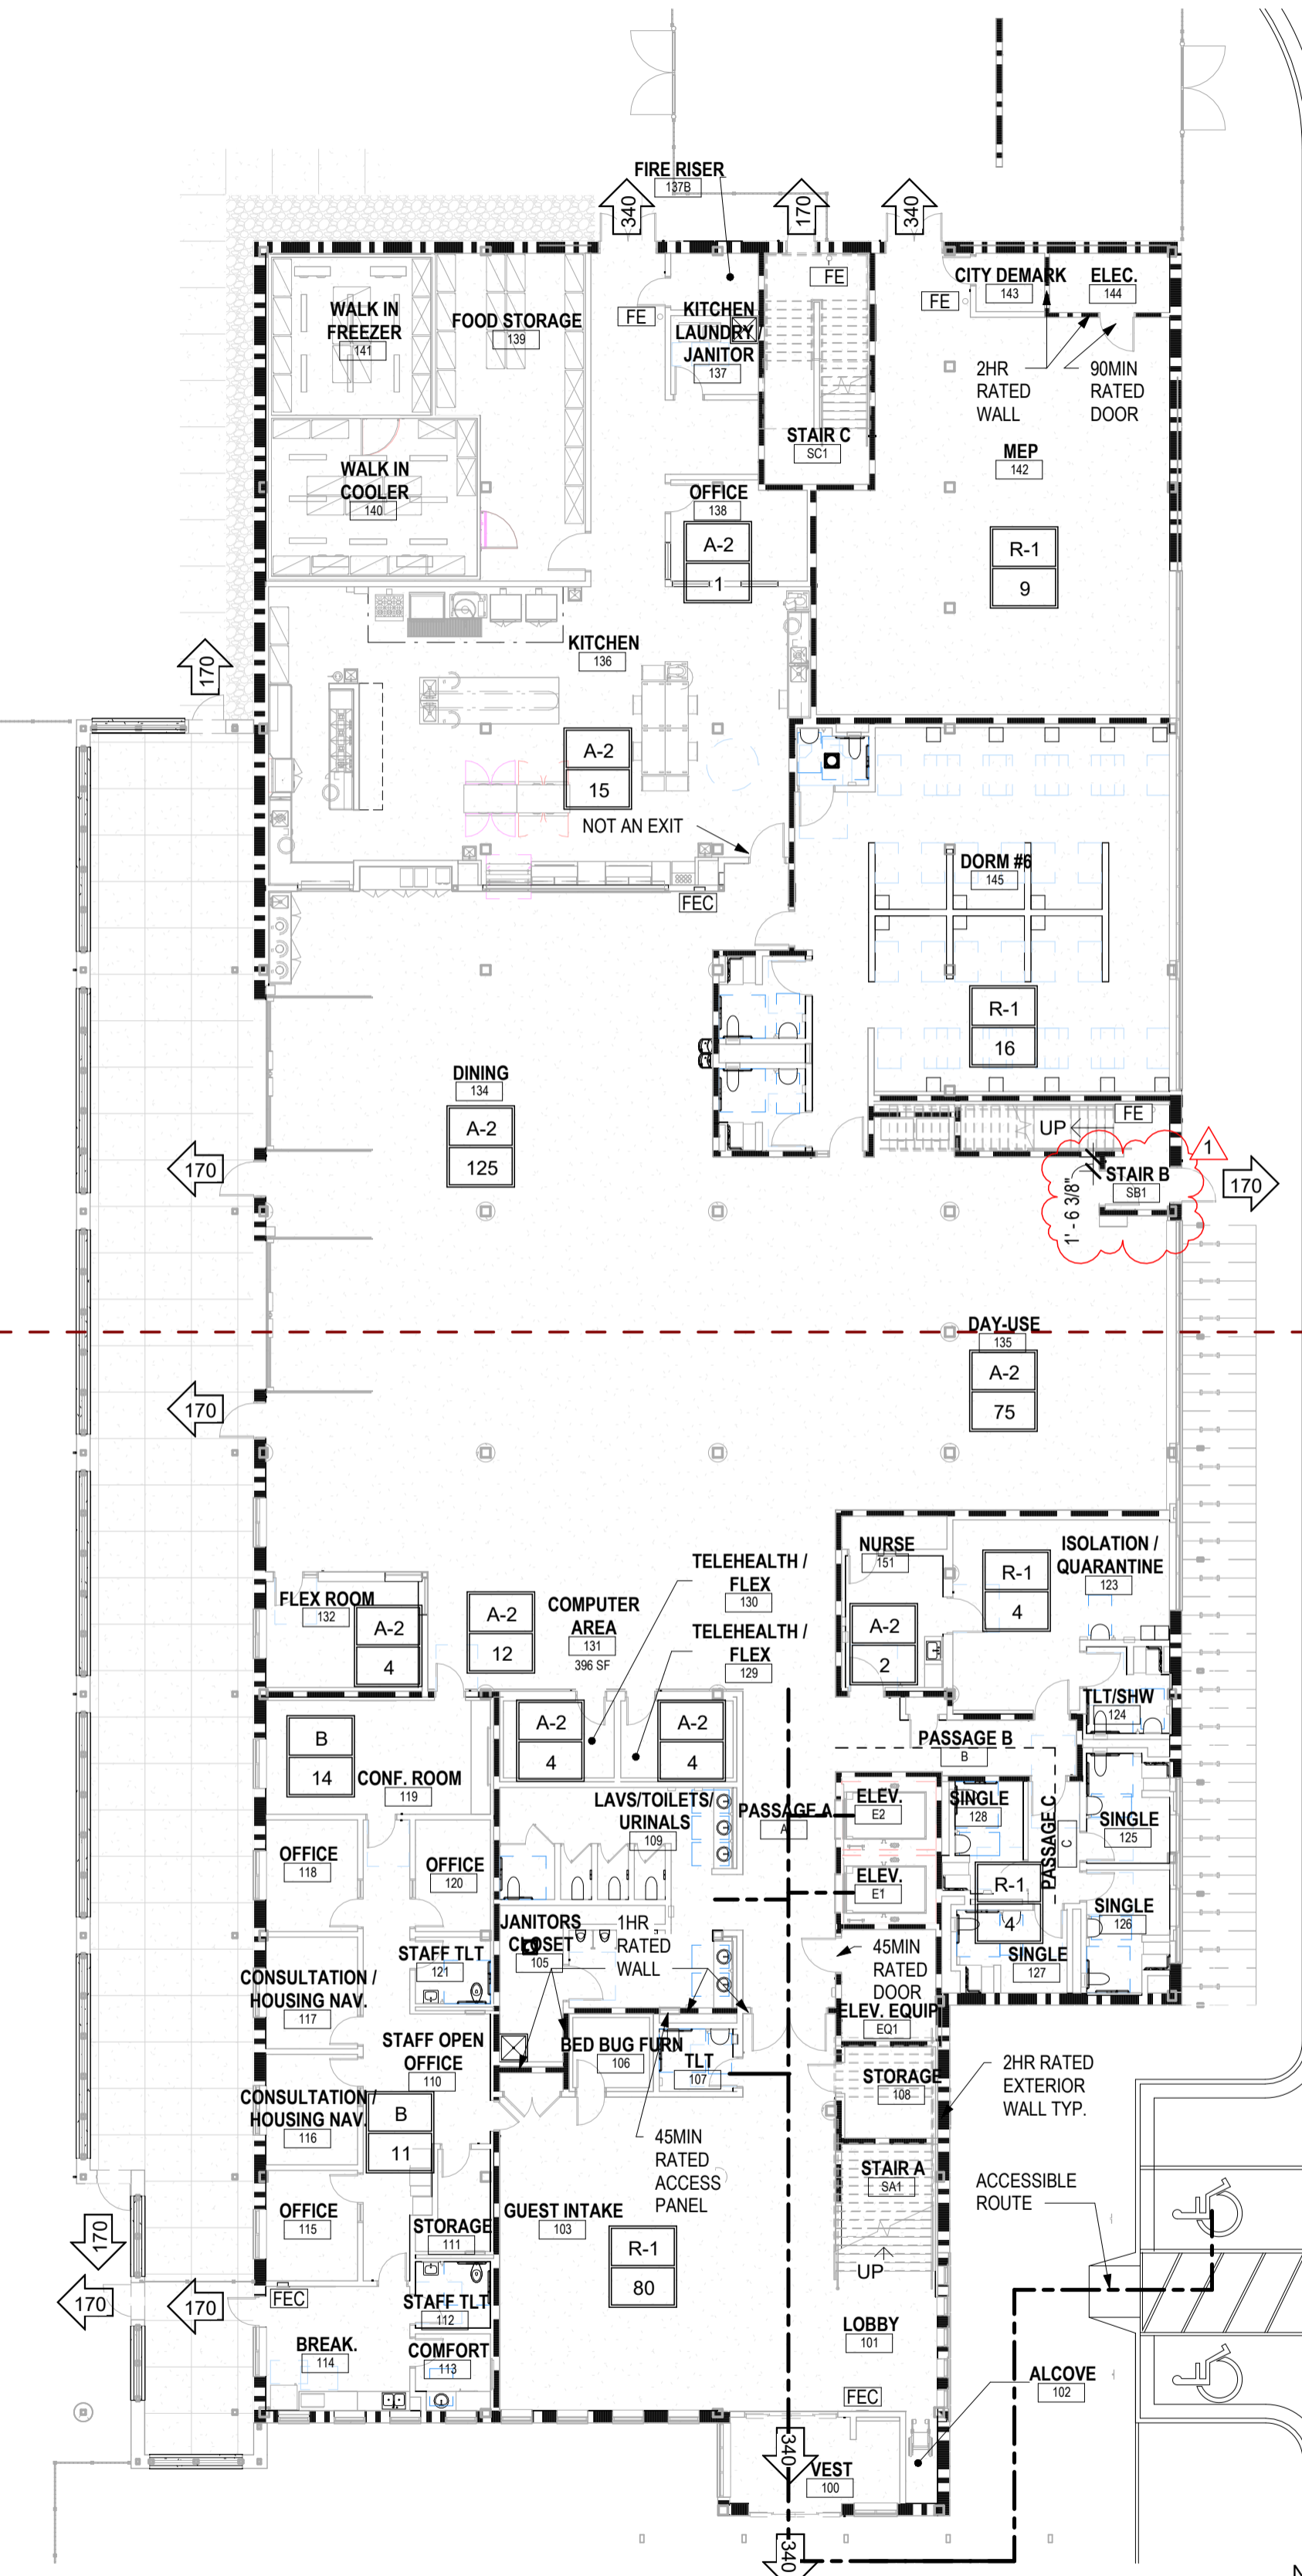 FIRE RISER
137B
340
170
340
FE
CITY DEMARK
143
ELEC.
144
FE
FE
WALK IN
FREEZER
141
FOOD STORAGE
139
KITCHEN
LAUNDRY
JANITOR
137
2HR
RATED
WALL
90MIN
RATED
DOOR
STAIR C
SC1
MEP
142
WALK IN
COOLER
140
OFFICE
138
A-2
1
R-1
9
KITCHEN
136
170
A-2
15
NOT AN EXIT
DORM #6
145
FEC
R-1
16
DINING
134
A-2
125
FE
UP
1
170
STAIR B
SB1
170
1' - 6 3/8"
DAY-USE
135
A-2
75
170
NURSE
151
ISOLATION /
QUARANTINE
123
R-1
4
TELEHEALTH /
FLEX
130
FLEX ROOM
132
A-2
4
A-2
12
COMPUTER
AREA
131
396 SF
TELEHEALTH /
FLEX
129
A-2
2
TLT/SHW
124
A-2
4
A-2
4
B
14
PASSAGE B
B
CONF. ROOM
119
LAVS/TOILETS/
URINALS
109
PASSAGE A
A
ELEV.
E2
SINGLE
128
PASSAGE C
C
SINGLE
125
OFFICE
118
OFFICE
120
ELEV.
E1
R-1
4
SINGLE
126
JANITORS
CLOSET
105
1HR
RATED
WALL
45MIN
RATED
DOOR
SINGLE
127
STAFF TLT
121
CONSULTATION /
HOUSING NAV.
117
ELEV. EQUIP
EQ1
STAFF OPEN
OFFICE
110
BED BUG FURN
106
TLT
107
STORAGE
108
2HR RATED
EXTERIOR
WALL TYP.
CONSULTATION /
HOUSING NAV.
116
B
11
45MIN
RATED
ACCESS
PANEL
STAIR A
SA1
ACCESSIBLE
ROUTE
OFFICE
115
STORAGE
111
GUEST INTAKE
103
170
R-1
80
UP
170
170
FEC
STAFF TLT
112
LOBBY
101
BREAK.
114
COMFORT
113
ALCOVE
102
FEC
340
VEST
100
340